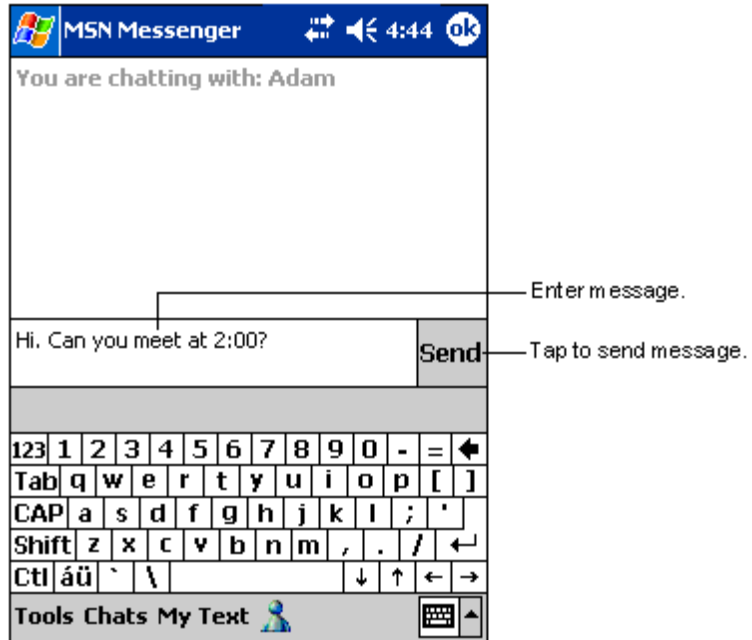 MSN Messenger 4:44 ok
You are chatting with: Adam
Enter message.
Hi. Can you meet at 2:00?
Send
Tap to send message.
123 1 2 3 4 5 6 7 8 9 0 - =
Tab q w e r t y u i o p [ ]
CAP a s d f g h j k l ; '
Shift z x c v b n m , . /
Ctl áü ` \
Tools Chats My Text